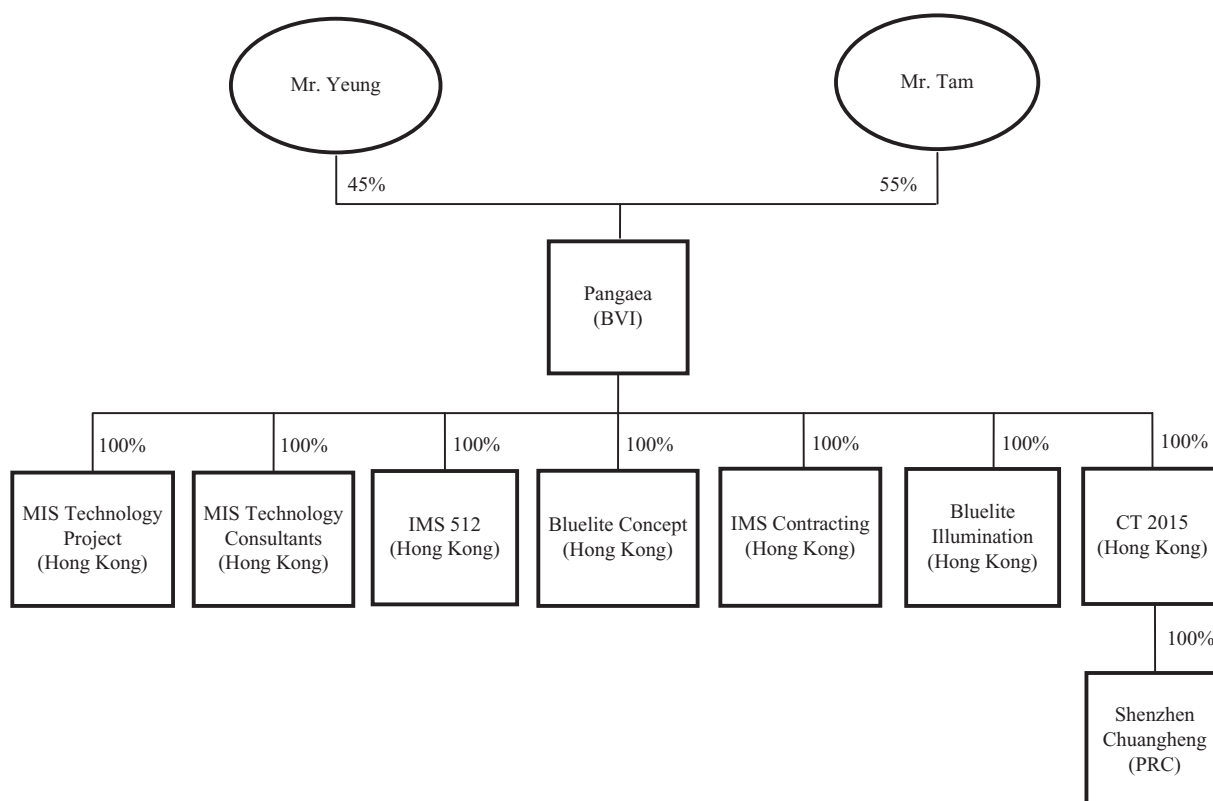 Mr. Yeung
Mr. Tam
45%
55%
Pangaea
(BVI)
100%
100%
100%
100%
100%
100%
100%
MIS Technology
Project
(Hong Kong)
MIS Technology
Consultants
(Hong Kong)
IMS 512
(Hong Kong)
Bluelite Concept
(Hong Kong)
IMS Contracting
(Hong Kong)
Bluelite
Illumination
(Hong Kong)
CT 2015
(Hong Kong)
100%
Shenzhen
Chuangheng
(PRC)